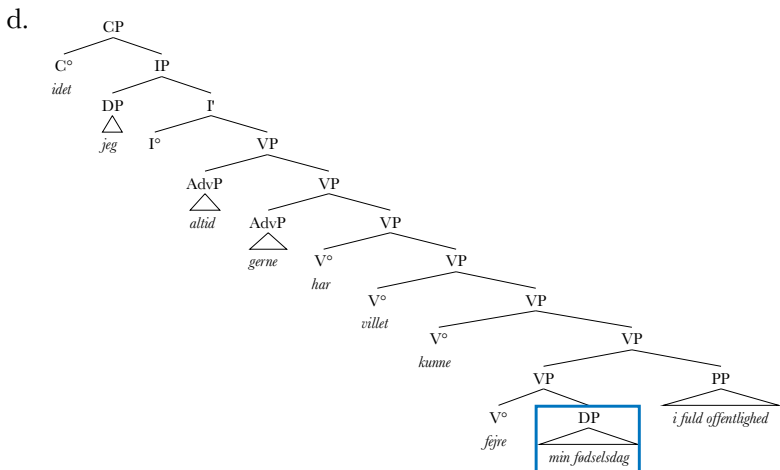 d.
CP
C° IP
idet
DP I'
jeg I° VP
AdvP VP
altid AdvP VP
gerne V° VP
har V° VP
villet V° VP
kunne
VP PP
V° DP i fuld offentlighed
fejre
min fødselsdag